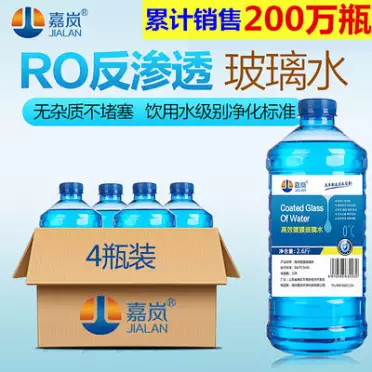 嘉岚®
JIALAN
累计销售200万瓶
RO反渗透 玻璃水
无杂质不堵塞 饮用水级别净化标准
4瓶装
嘉岚®
JIALAN
嘉岚
Coated Glass
Of Water
高效镀膜玻璃水
0℃
净含量：2.6斤